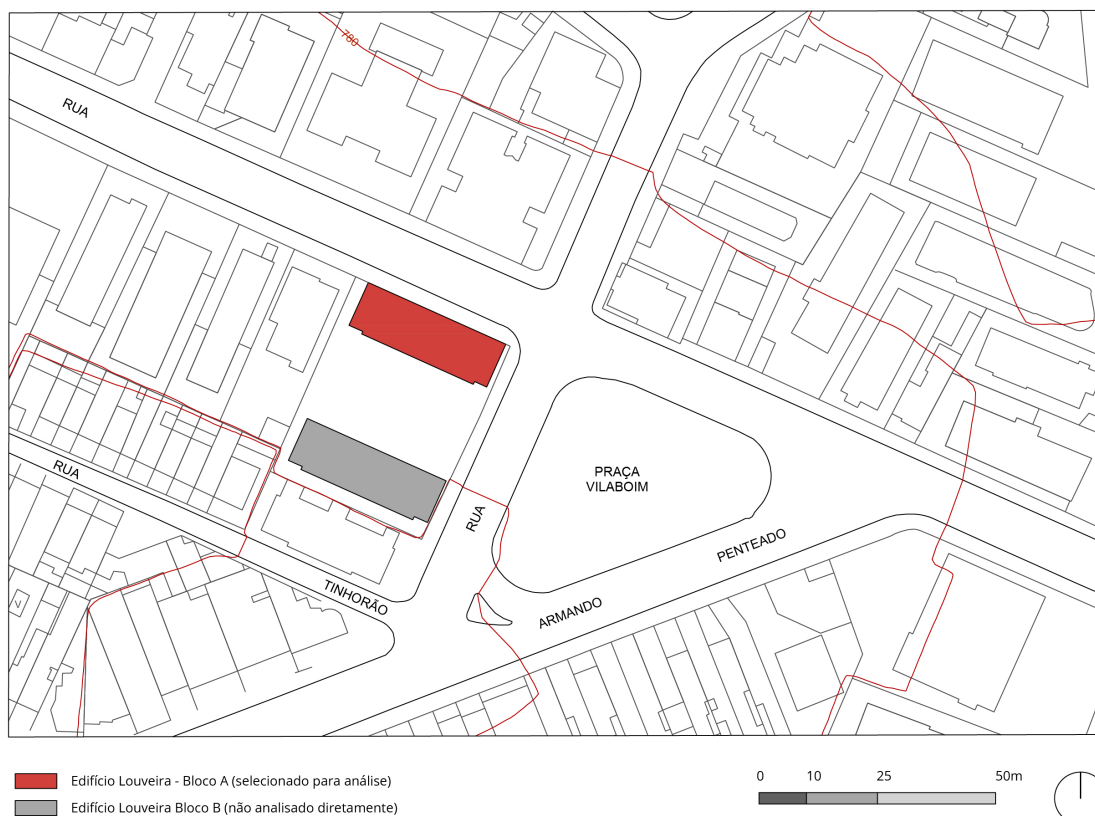 780
RUA
RUA
TINHORÃO
RUA
PRAÇA
VILABOIM
ARMANDO
PENTEADO
Edifício Louveira - Bloco A (selecionado para análise)
Edifício Louveira Bloco B (não analisado diretamente)
0 10 25 50m